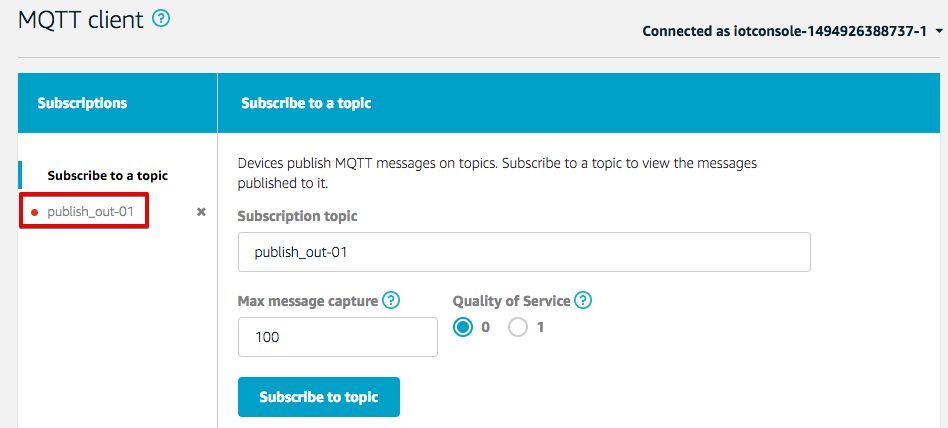 MQTT client ?
Connected as iotconsole-1494926388737-1
Subscriptions
Subscribe to a topic
Subscribe to a topic
publish_out-01
Devices publish MQTT messages on topics. Subscribe to a topic to view the messages
published to it.
Subscription topic
publish_out-01
Max message capture ?
Quality of Service ?
100
0
1
Subscribe to topic